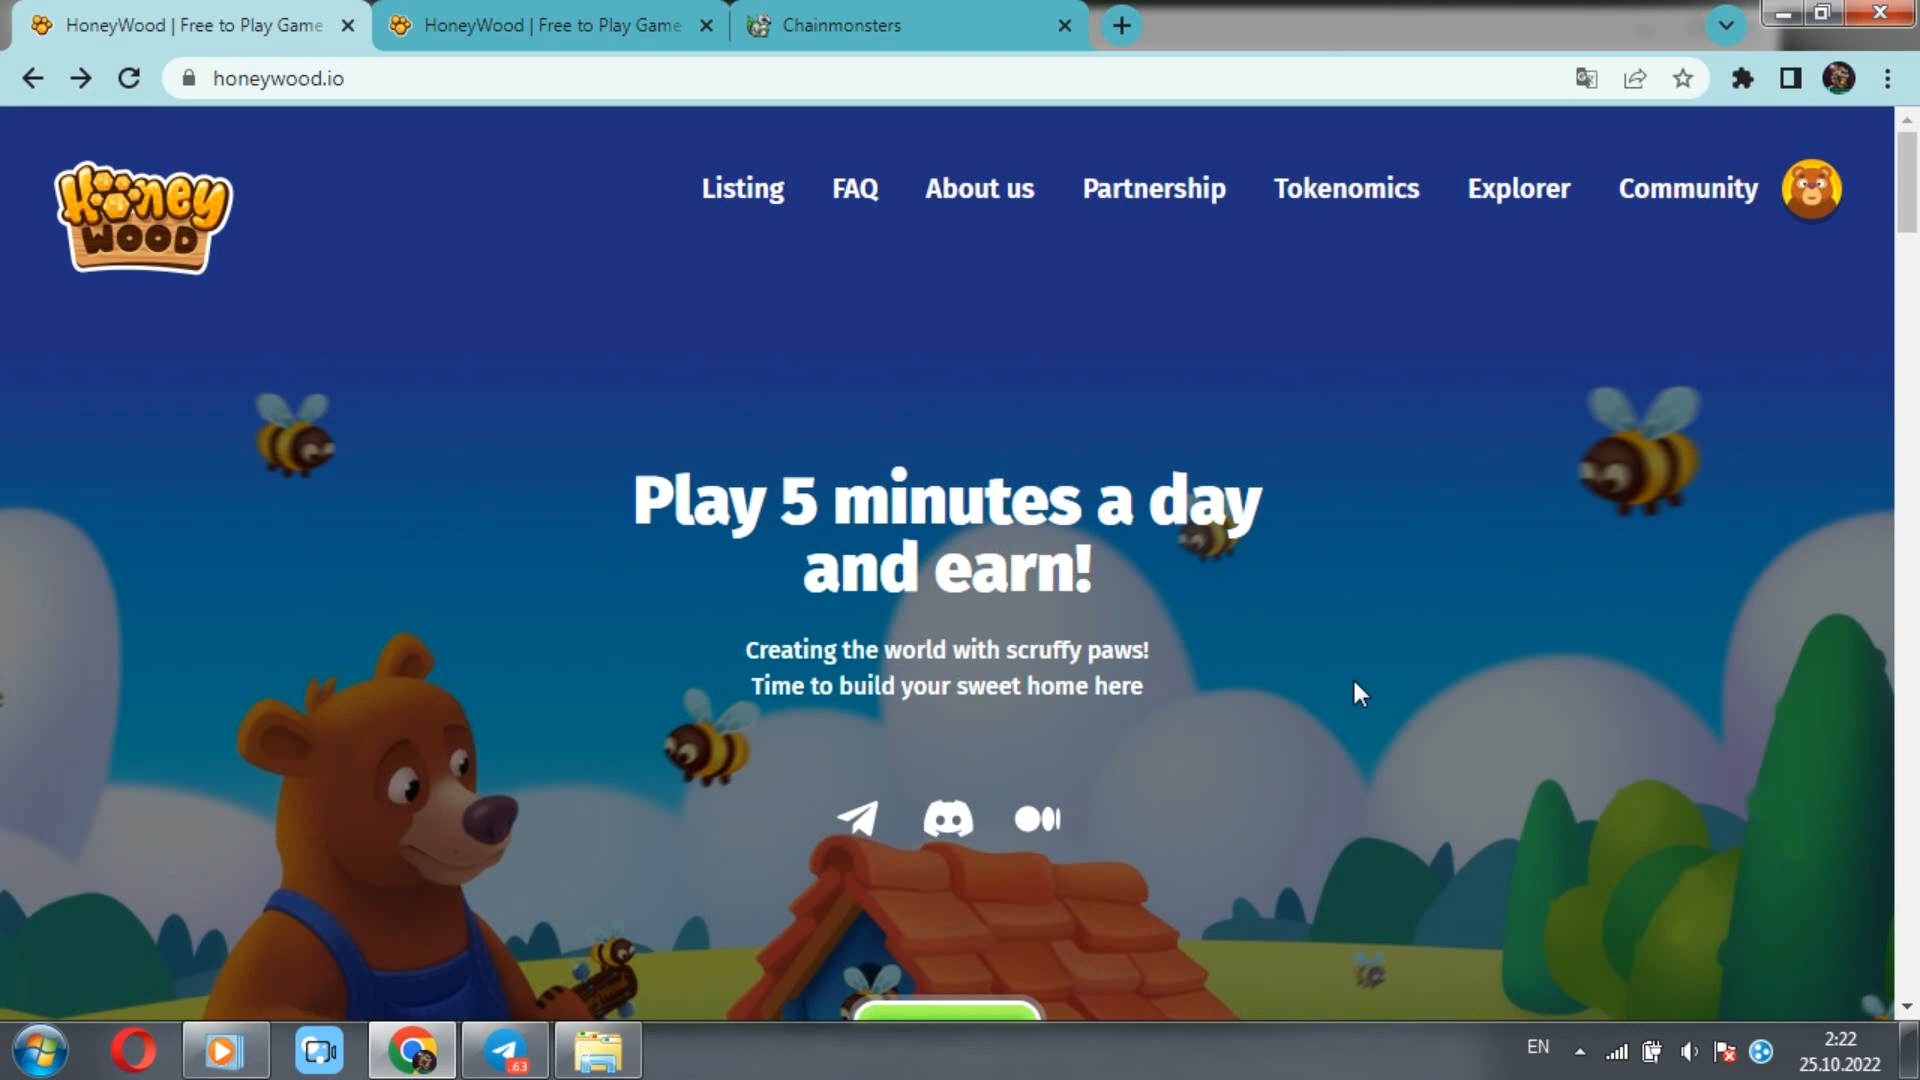 HoneyWood | Free to Play Game
HoneyWood | Free to Play Game
Chainmonsters
honeywood.io
Honey
WOOD
Listing
FAQ
About us
Partnership
Tokenomics
Explorer
Community
Play 5 minutes a day
and earn!
Creating the world with scruffy paws!
Time to build your sweet home here
63
EN
2:22
25.10.2022